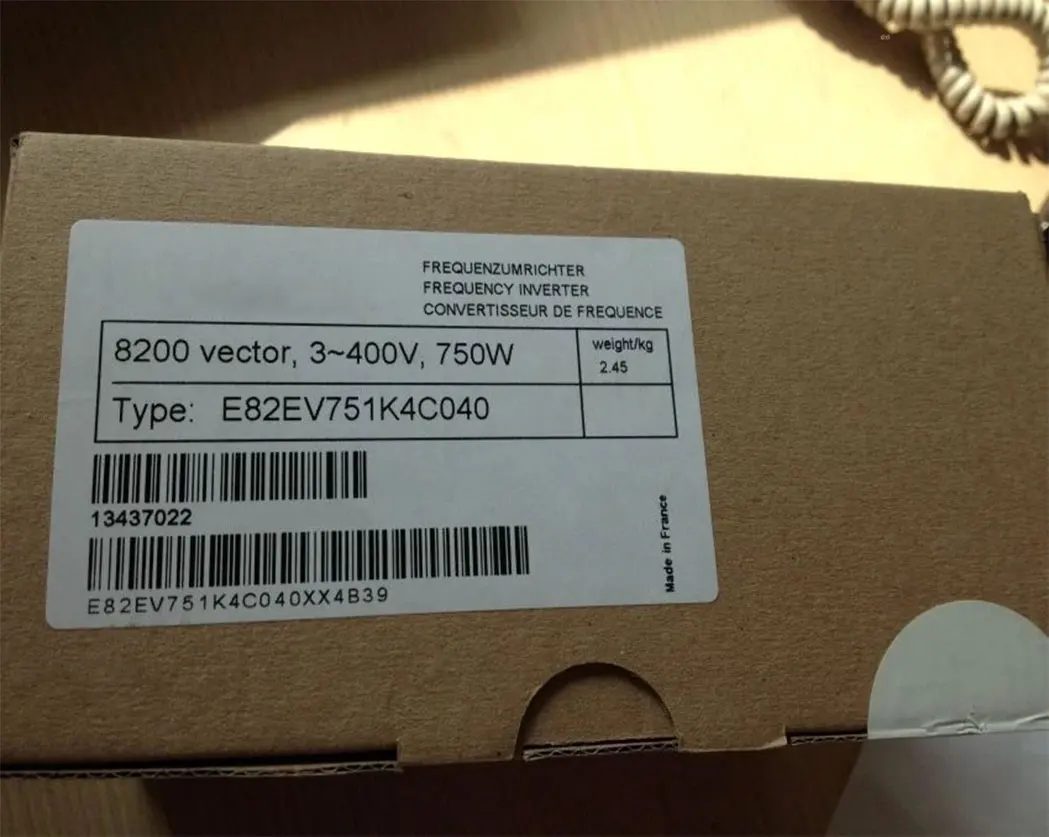 FREQUENZUMRICHTER
FREQUENCY INVERTER
CONVERTISSEUR DE FREQUENCE
8200 vector, 3~400V, 750W
weight/kg
2.45
Type: E82EV751K4C040
13437022
E82EV751K4C040XX4B39
Made in France